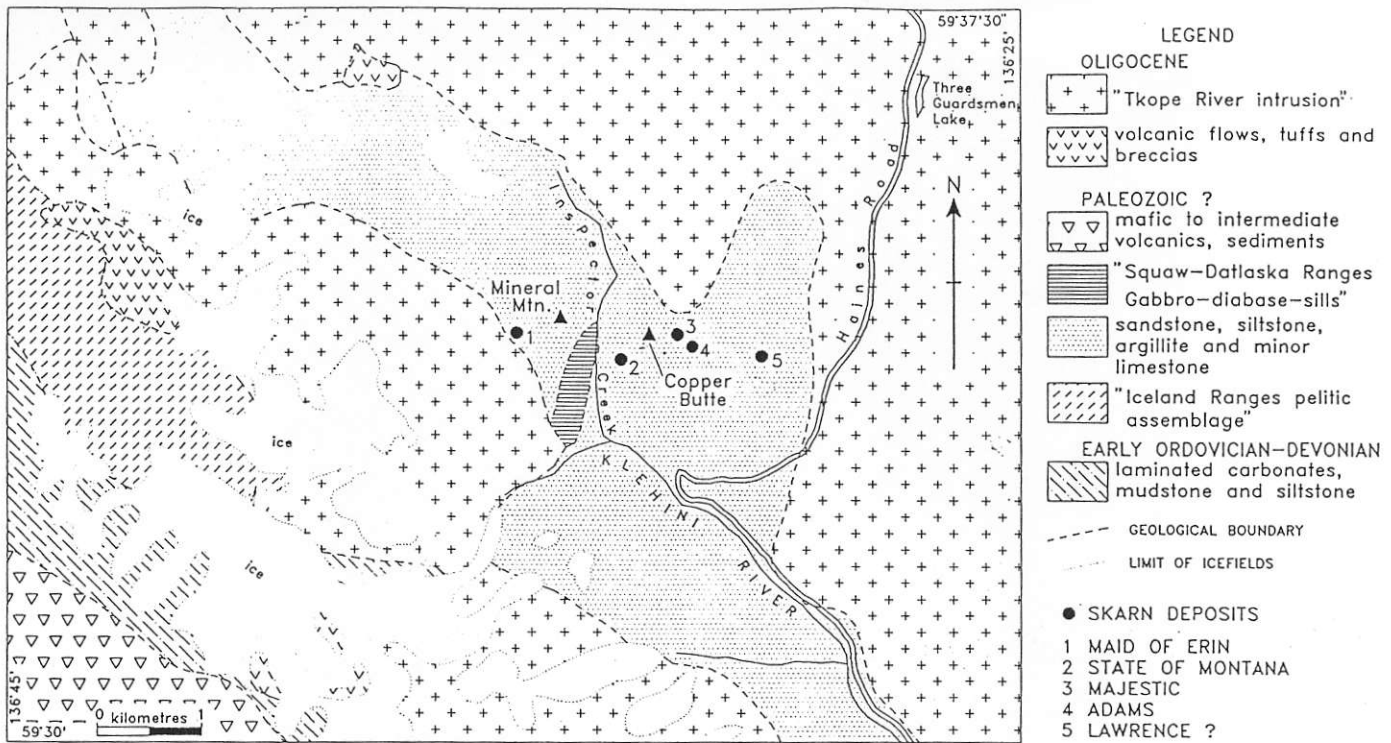 59°37'30"
136°25'
Three
Guardsmen
Lake
Haines Road
N
ice
Inspector Creek
Mineral
Mtn.
1
2
3
4
5
Copper
Butte
ice
KLEHINI RIVER
ice
136°45'
59°30'
0 kilometres 1
LEGEND
OLIGOCENE
"Tkope River intrusion"
volcanic flows, tuffs and
breccias
PALEOZOIC ?
mafic to intermediate
volcanics, sediments
"Squaw-Datlaska Ranges
Gabbro-diabase-sills"
sandstone, siltstone,
argillite and minor
limestone
"Iceland Ranges pelitic
assemblage"
EARLY ORDOVICIAN-DEVONIAN
laminated carbonates,
mudstone and siltstone
GEOLOGICAL BOUNDARY
LIMIT OF ICEFIELDS
SKARN DEPOSITS
1 MAID OF ERIN
2 STATE OF MONTANA
3 MAJESTIC
4 ADAMS
5 LAWRENCE ?